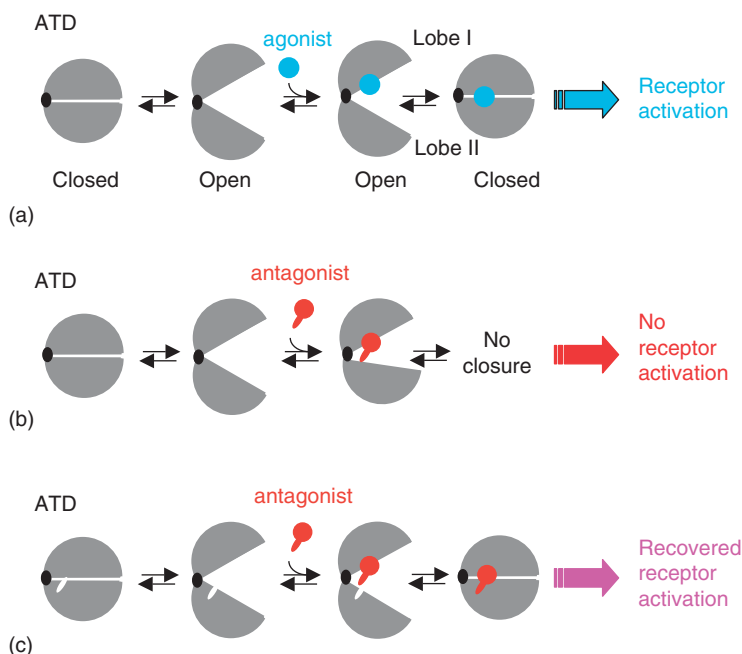 ATD
agonist
Lobe I
Receptor
activation
Lobe II
Closed
Open
Open
Closed
(a)
ATD
antagonist
No
closure
No
receptor
activation
(b)
ATD
antagonist
Recovered
receptor
activation
(c)